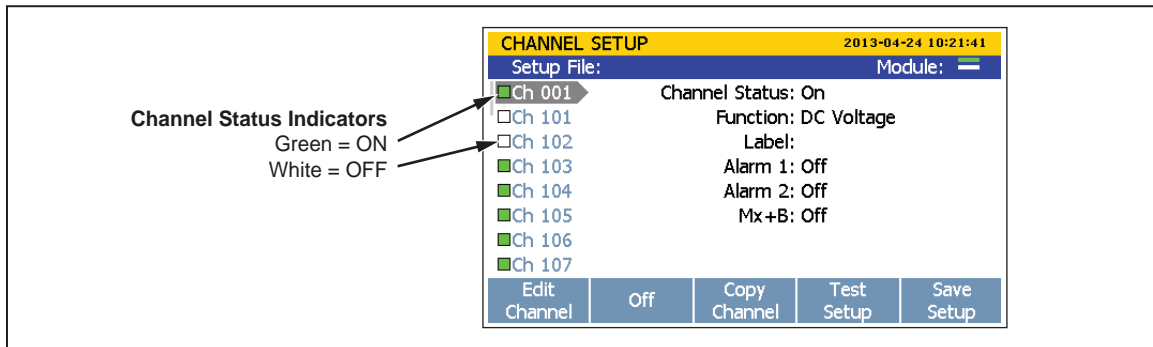 CHANNEL SETUP 2013-04-24 10:21:41
Setup File: Module:
Channel Status Indicators
Green = ON
White = OFF
Ch 001
Ch 101
Ch 102
Ch 103
Ch 104
Ch 105
Ch 106
Ch 107
Channel Status: On
Function: DC Voltage
Label:
Alarm 1: Off
Alarm 2: Off
Mx+B: Off
Edit Channel
Off
Copy Channel
Test Setup
Save Setup